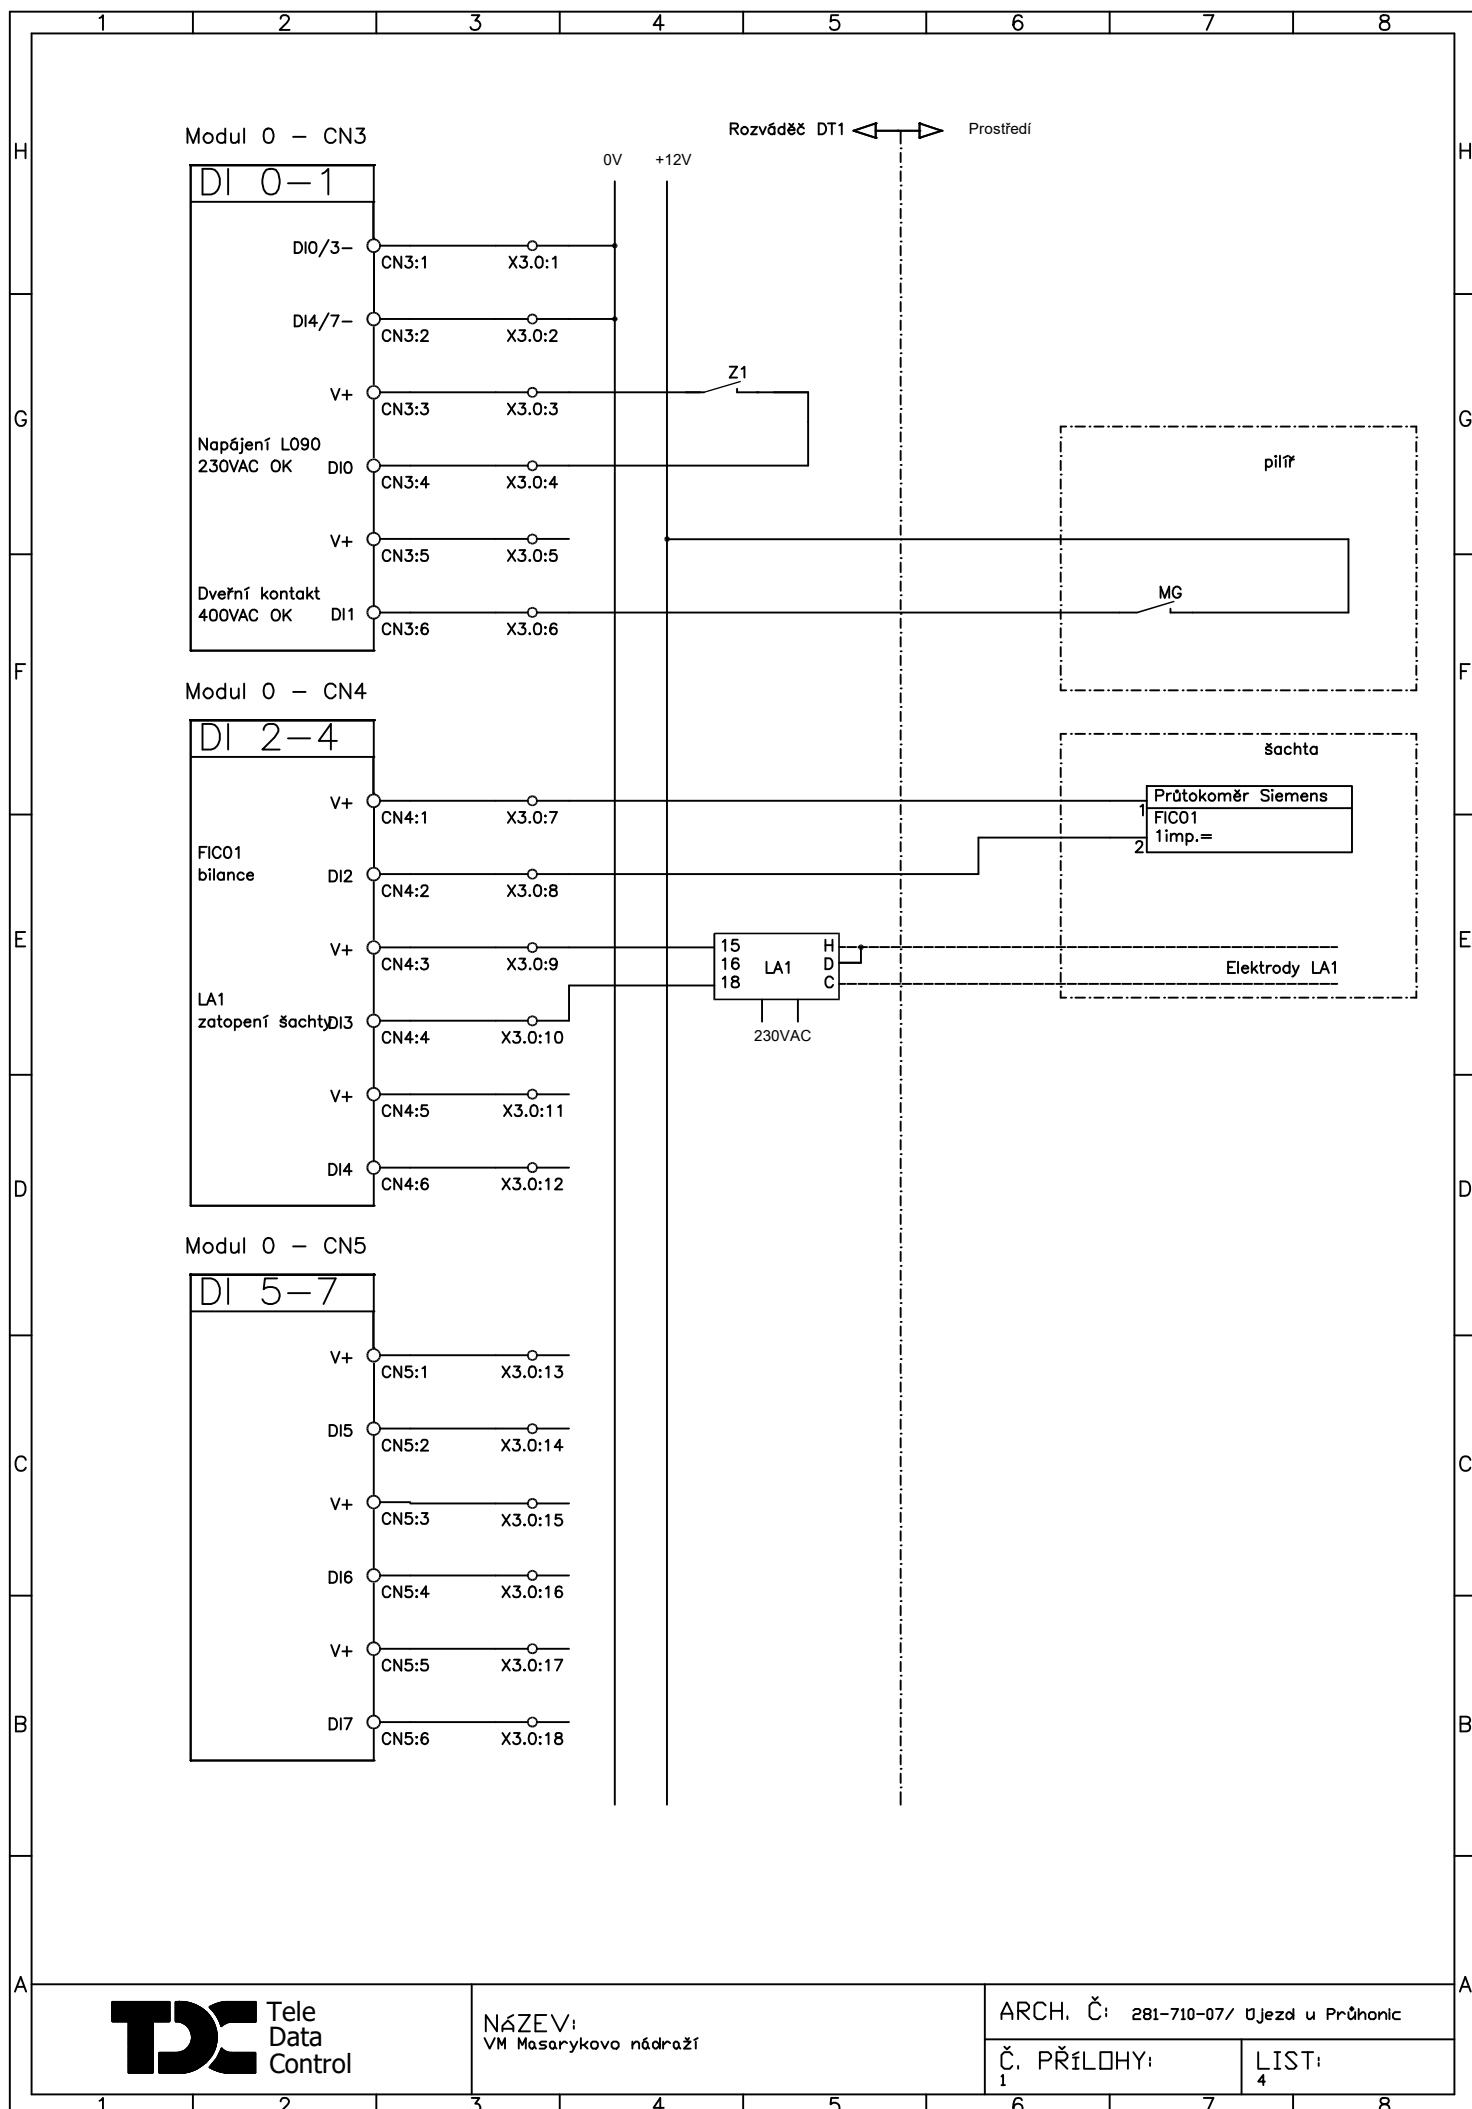 1 2 3 4 5 6 7 8
Rozváděč DT1 Prostředí
Modul 0 - CN3
H H
0V +12V
DI 0-1
DI0/3-
CN3:1 X3.0:1
DI4/7-
CN3:2 X3.0:2
Z1
V+
CN3:3 X3.0:3
G G
Napájení L090
230VAC OK DI0
CN3:4 X3.0:4
pilíř
V+
CN3:5 X3.0:5
Dveřní kontakt
400VAC OK DI1
CN3:6 X3.0:6
MG
F F
Modul 0 - CN4
DI 2-4
šachta
V+
CN4:1 X3.0:7
Průtokoměr Siemens
1
FIC01
1imp.=
2
FIC01
bilance DI2
CN4:2 X3.0:8
E E
V+
CN4:3 X3.0:9
15 H
16 LA1 D
18 C
Elektrody LA1
LA1
zatopení šachty DI3
CN4:4 X3.0:10
230VAC
V+
CN4:5 X3.0:11
DI4
CN4:6 X3.0:12
D D
Modul 0 - CN5
DI 5-7
V+
CN5:1 X3.0:13
DI5
CN5:2 X3.0:14
C C
V+
CN5:3 X3.0:15
DI6
CN5:4 X3.0:16
V+
CN5:5 X3.0:17
DI7
CN5:6 X3.0:18
B B
A A
TDC Tele
Data
Control
NÁZEV:
VM Masarykovo nádraží
ARCH. Č: 281-710-07/ Újezd u Průhonic
Č. PŘÍLOHY:
1
LIST:
4
1 2 3 4 5 6 7 8